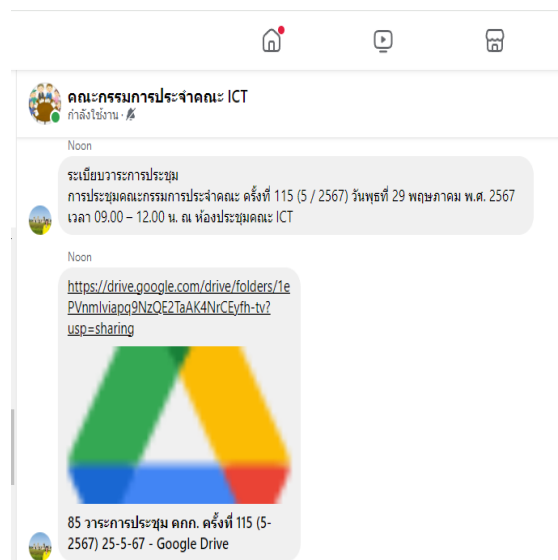 คณะกรรมการประจำคณะ ICT
กำลังใช้งาน ·
Noon
ระเบียบวาระการประชุม
การประชุมคณะกรรมการประจำคณะ ครั้งที่ 115 (5 / 2567) วันพุธที่ 29 พฤษภาคม พ.ศ. 2567
เวลา 09.00 – 12.00 น. ณ ห้องประชุมคณะ ICT
Noon
https://drive.google.com/drive/folders/1e
PVnmlviapq9NzQE2TaAK4NrCEyfh-tv?
usp=sharing
85 วาระการประชุม คกก. ครั้งที่ 115 (5-
2567) 25-5-67 - Google Drive